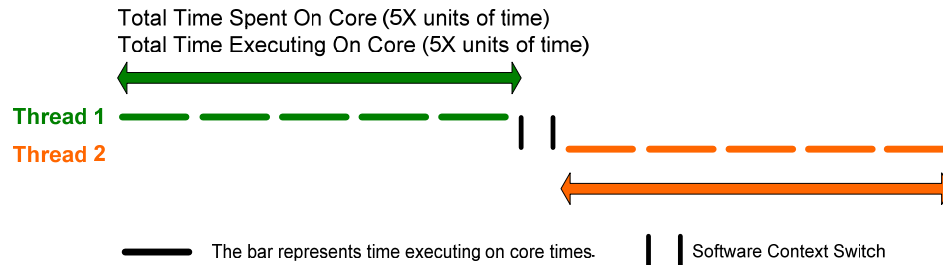 Total Time Spent On Core (5X units of time)
Total Time Executing On Core (5X units of time)
Thread 1
Thread 2
The bar represents time executing on core times.
Software Context Switch